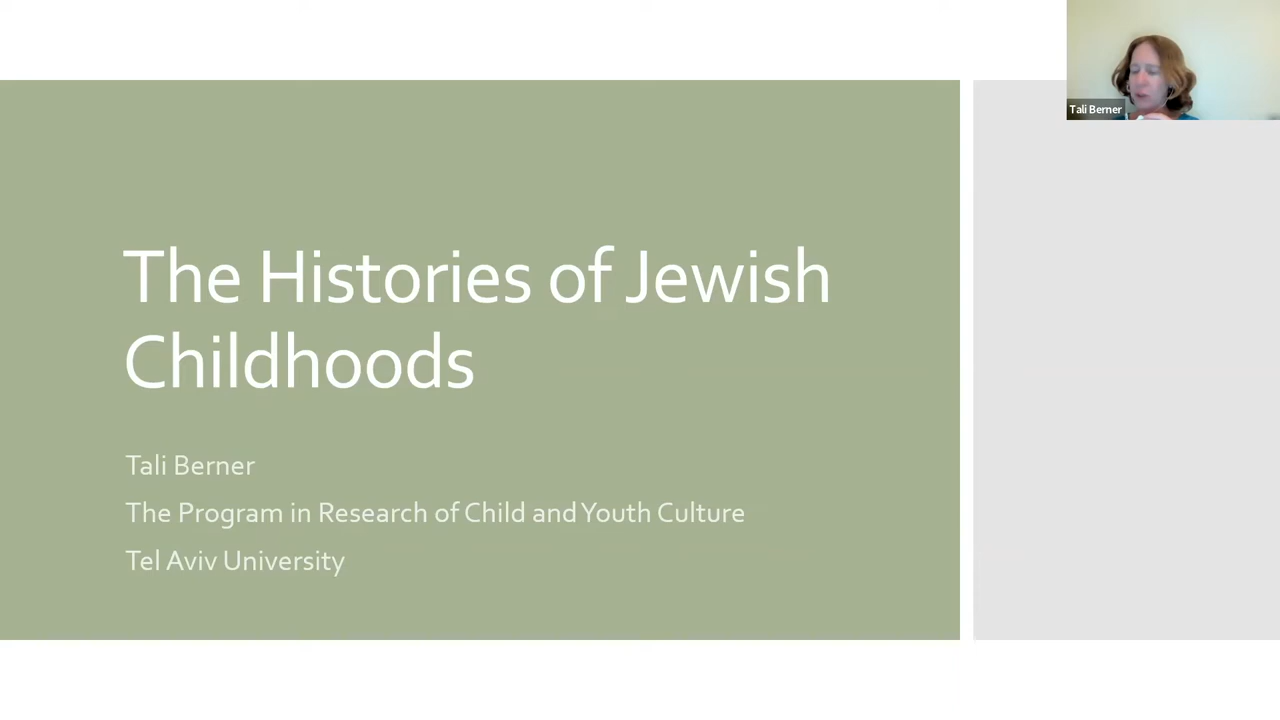 The Histories of Jewish
Childhoods
Tali Berner
The Program in Research of Child and Youth Culture
Tel Aviv University
Tali Berner